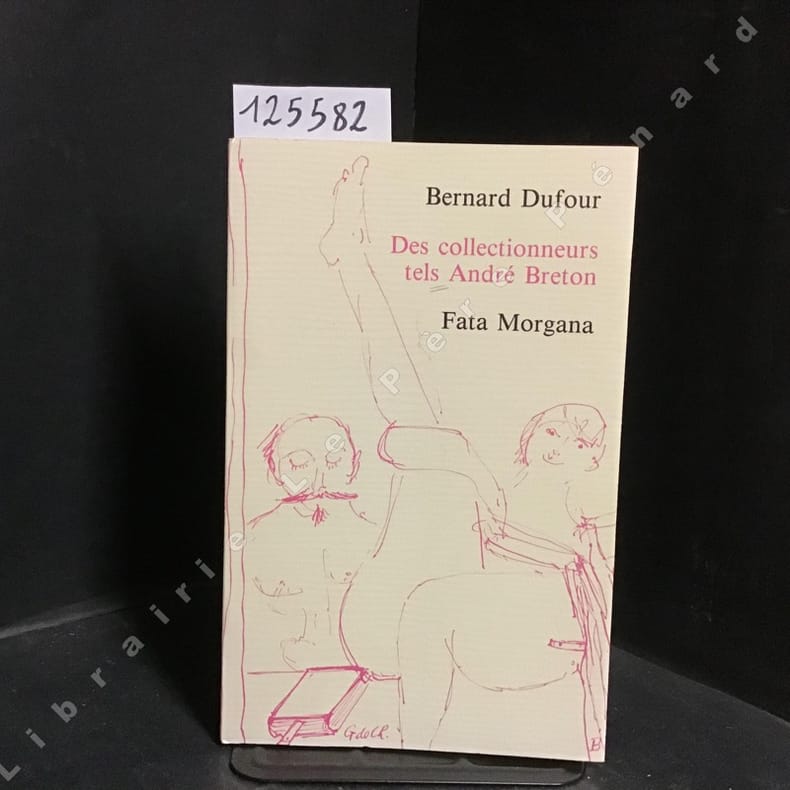 125582
Bernard Dufour
Des collectionneurs
tels André Breton
Fata Morgana
Librairie Le Père Pénard